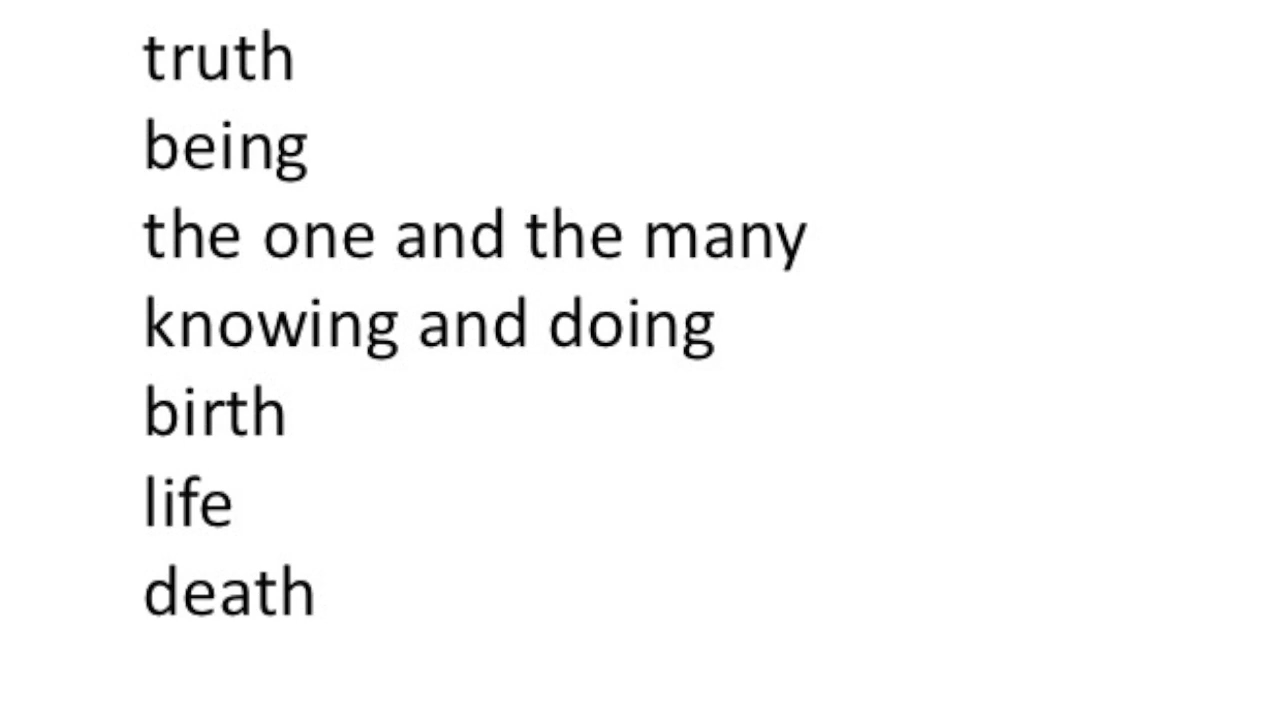 truth
being
the one and the many
knowing and doing
birth
life
death